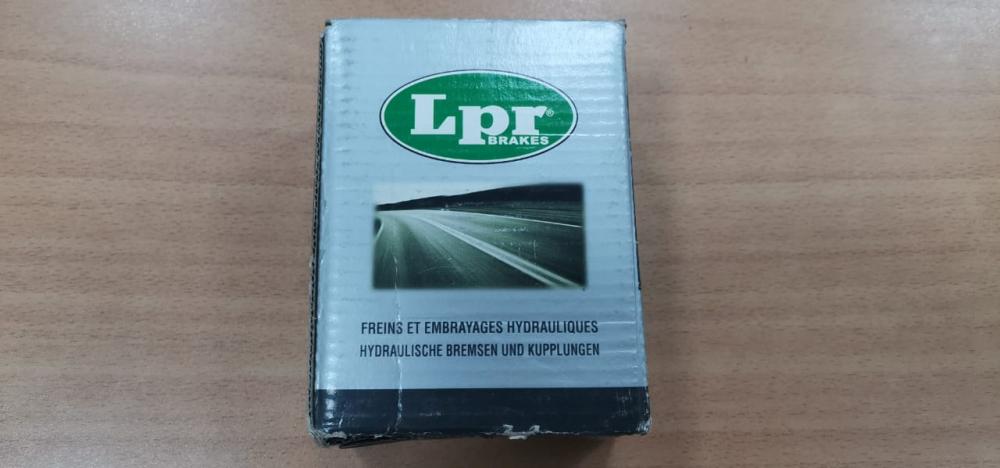 Lpr®
BRAKES
FREINS ET EMBRAYAGES HYDRAULIQUES
HYDRAULISCHE BREMSEN UND KUPPLUNGEN